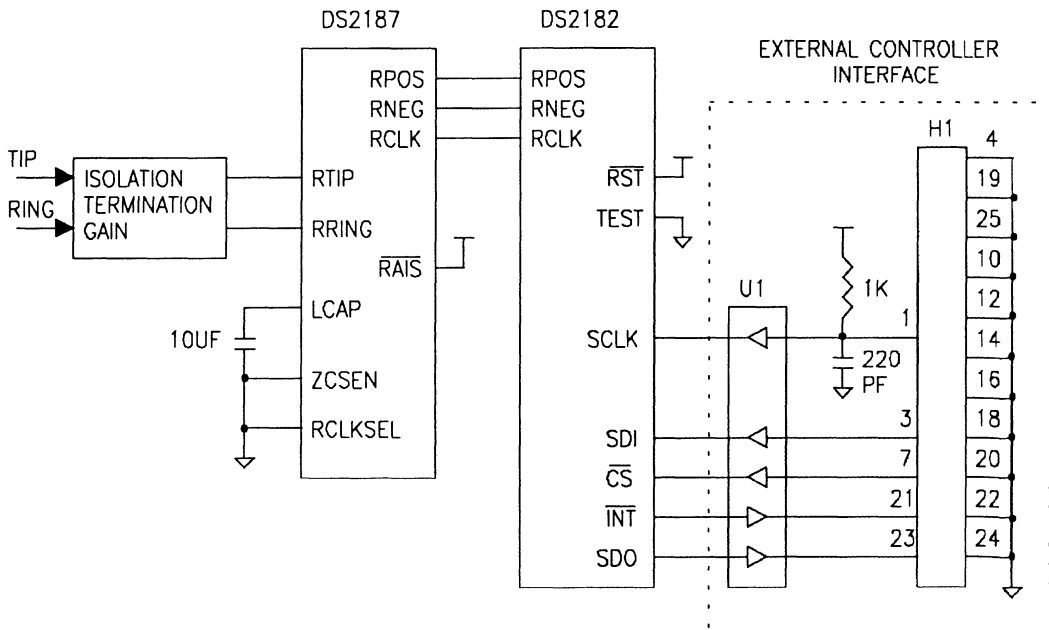 DS2187
DS2182
EXTERNAL CONTROLLER
INTERFACE
RPOS
RNEG
RCLK
RTIP
RRING
RAIS
LCAP
ZCSEN
RCLKSEL
TIP
RING
ISOLATION
TERMINATION
GAIN
10UF
RPOS
RNEG
RCLK
RST
TEST
SCLK
SDI
CS
INT
SDO
U1
1K
220
PF
H1
1
3
7
21
23
4
19
25
10
12
14
16
18
20
22
24